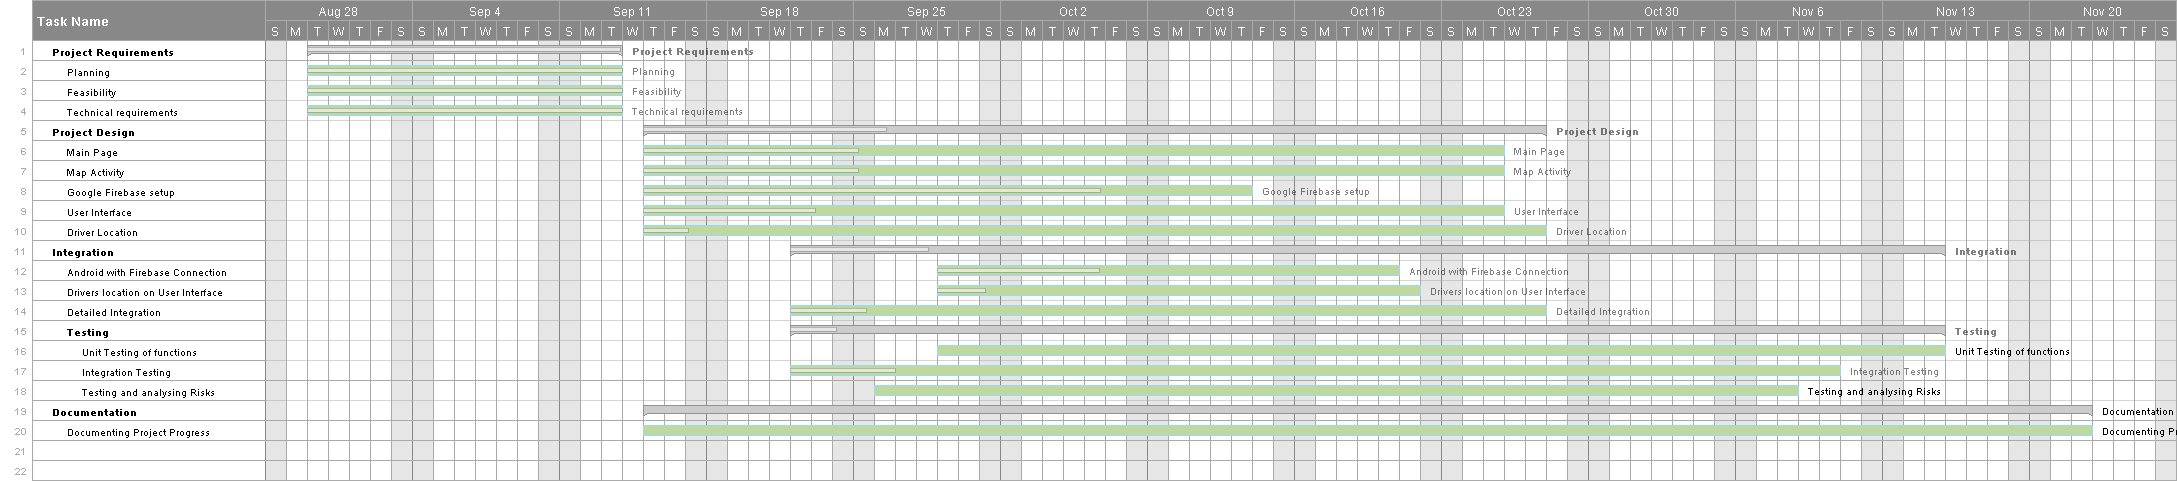 Task Name
Aug 28 Sep 4 Sep 11 Sep 18 Sep 25 Oct 2 Oct 9 Oct 16 Oct 23 Oct 30 Nov 6 Nov 13 Nov 20
S M T W T F S S M T W T F S S M T W T F S S M T W T F S S M T W T F S S M T W T F S S M T W T F S S M T W T F S S M T W T F S S M T W T F S S M T W T F S S M T W T F S S M T W T F S
1 Project Requirements Project Requirements
2 Planning Planning
3 Feasibility Feasibility
4 Technical requirements Technical requirements
5 Project Design Project Design
6 Main Page Main Page
7 Map Activity Map Activity
8 Google Firebase setup Google Firebase setup
9 User Interface User Interface
10 Driver Location Driver Location
11 Integration Integration
12 Android with Firebase Connection Android with Firebase Connection
13 Drivers location on User Interface Drivers location on User Interface
14 Detailed Integration Detailed Integration
15 Testing Testing
16 Unit Testing of functions Unit Testing of functions
17 Integration Testing Integration Testing
18 Testing and analysing Risks Testing and analysing Risks
19 Documentation Documentation
20 Documenting Project Progress Documenting P
21
22